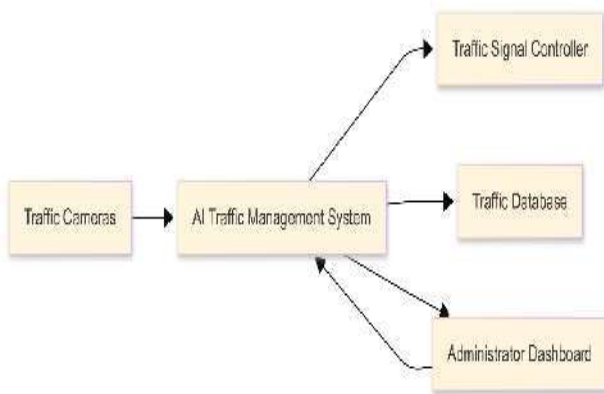 Traffic Signal Controller
Traffic Cameras
AI Traffic Management System
Traffic Database
Administrator Dashboard